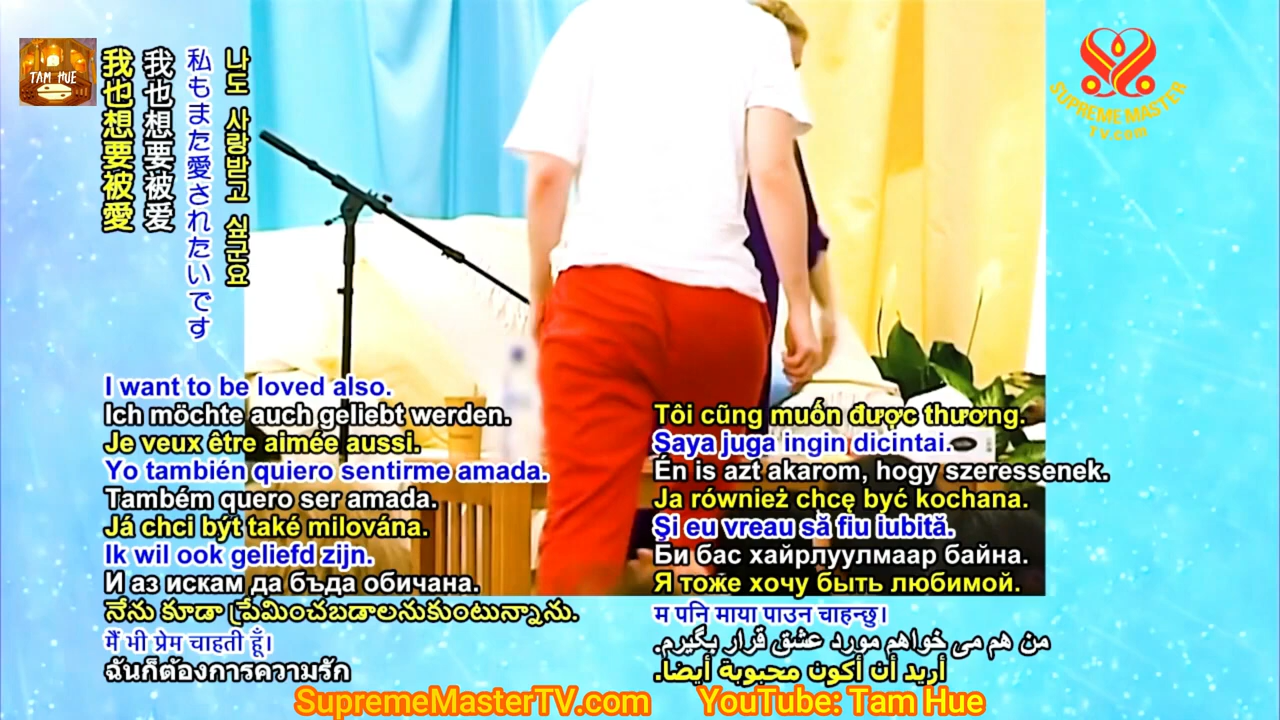 TAM HUE
我也想要被愛
我也想要被爱
私もまた愛されたいです
나도 사랑받고 싶군요
SUPREME MASTER
TV.com
I want to be loved also.
Ich möchte auch geliebt werden.
Je veux être aimée aussi.
Yo también quiero sentirme amada.
Também quero ser amada.
Já chci být také milována.
Ik wil ook geliefd zijn.
И аз искам да бъда обичана.
నేను కూడా ప్రేమించబడాలనుకుంటున్నాను.
मैं भी प्रेम चाहती हूँ।
ฉันก็ต้องการความรัก
Tôi cũng muốn được thương.
Saya juga ingin dicintai.
Én is azt akarom, hogy szeressenek.
Ja również chcę być kochana.
Şi eu vreau să fiu iubită.
Би бас хайрлуулмаар байна.
Я тоже хочу быть любимой.
म पनि माया पाउन चाहन्छु।
من هم می خواهم مورد عشق قرار بگیرم.
أريد أن أكون محبوبة أيضا.
SupremeMasterTV.com
YouTube: Tam Hue